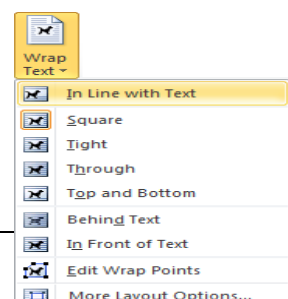 Wrap
Text
In Line with Text
Square
Tight
Through
Top and Bottom
Behind Text
In Front of Text
Edit Wrap Points
More Layout Options...